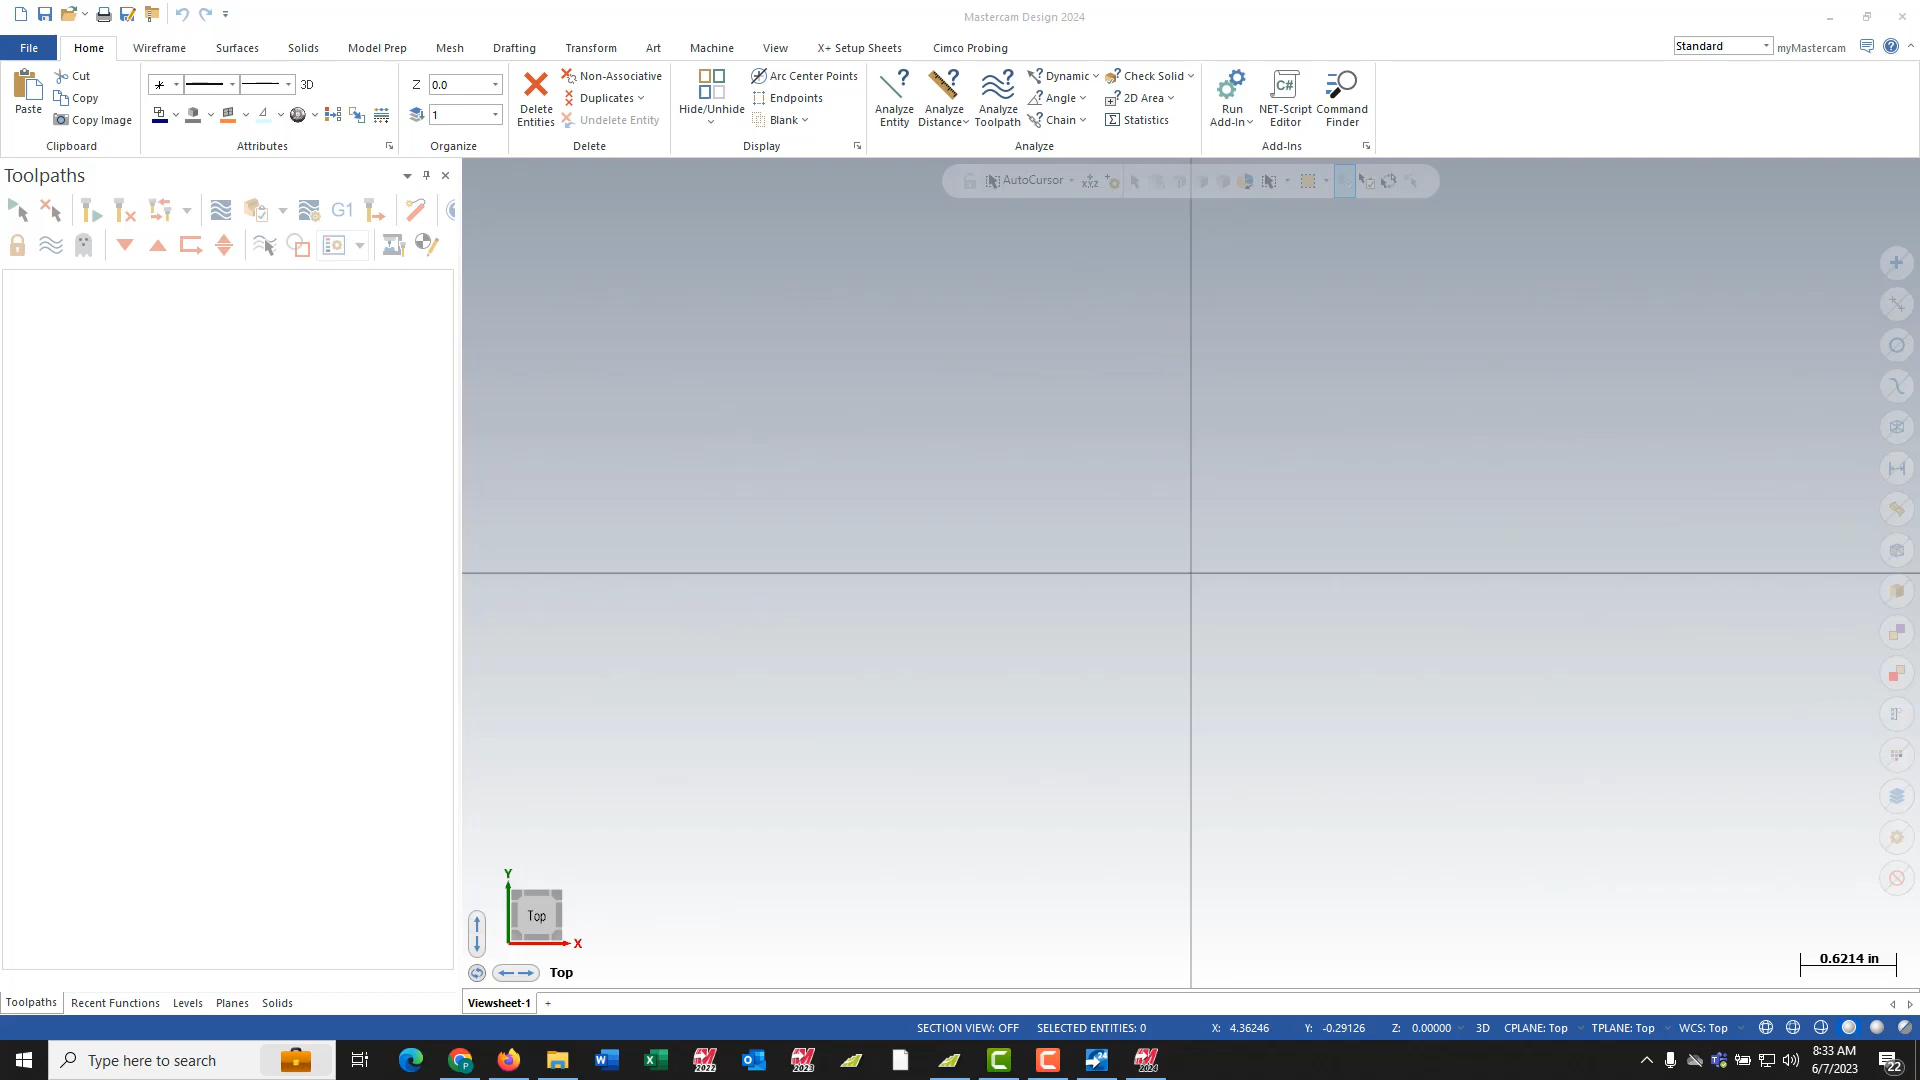 Mastercam Design 2024
File Home Wireframe Surfaces Solids Model Prep Mesh Drafting Transform Art Machine View X+ Setup Sheets Cimco Probing Standard myMastercam
Paste Cut Copy Copy Image
Clipboard
3D
Attributes
Z 0.0
1
Organize
Delete Entities
Non-Associative
Duplicates
Undelete Entity
Delete
Hide/Unhide
Arc Center Points
Endpoints
Blank
Display
Analyze Entity
Analyze Distance
Analyze Toolpath
Dynamic
Angle
Chain
Check Solid
2D Area
Statistics
Analyze
Run Add-In
C#
NET-Script Editor
Command Finder
Add-Ins
Toolpaths
G1
AutoCursor
XYZ
Y
Top
X
Top
0.6214 in
Toolpaths Recent Functions Levels Planes Solids
Viewsheet-1 +
SECTION VIEW: OFF SELECTED ENTITIES: 0 X: 4.36246 Y: -0.29126 Z: 0.00000 3D CPLANE: Top TPLANE: Top WCS: Top
Type here to search
2022
2023
24
2024
8:33 AM
6/7/2023
22